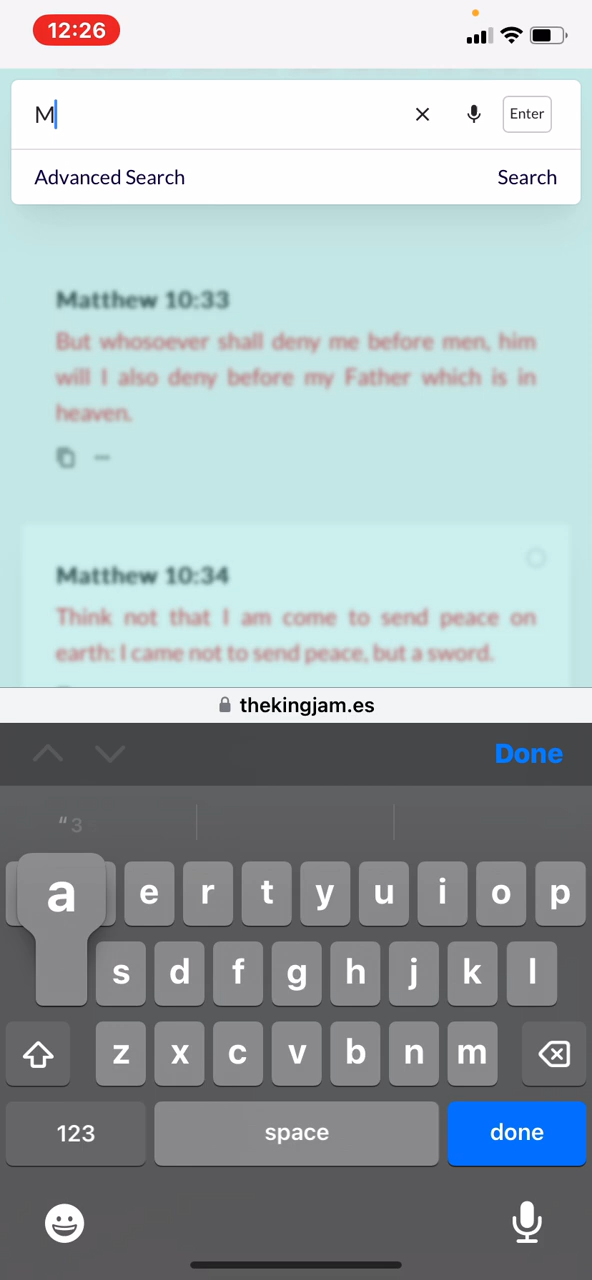 12:26
M
Enter
Advanced Search
Search
Matthew 10:33
But whosoever shall deny me before men, him
will I also deny before my Father which is in
heaven.
Matthew 10:34
Think not that I am come to send peace on
earth: I came not to send peace, but a sword.
thekingjam.es
Done
“3
a e r t y u i o p
s d f g h j k l
z x c v b n m
123 space done